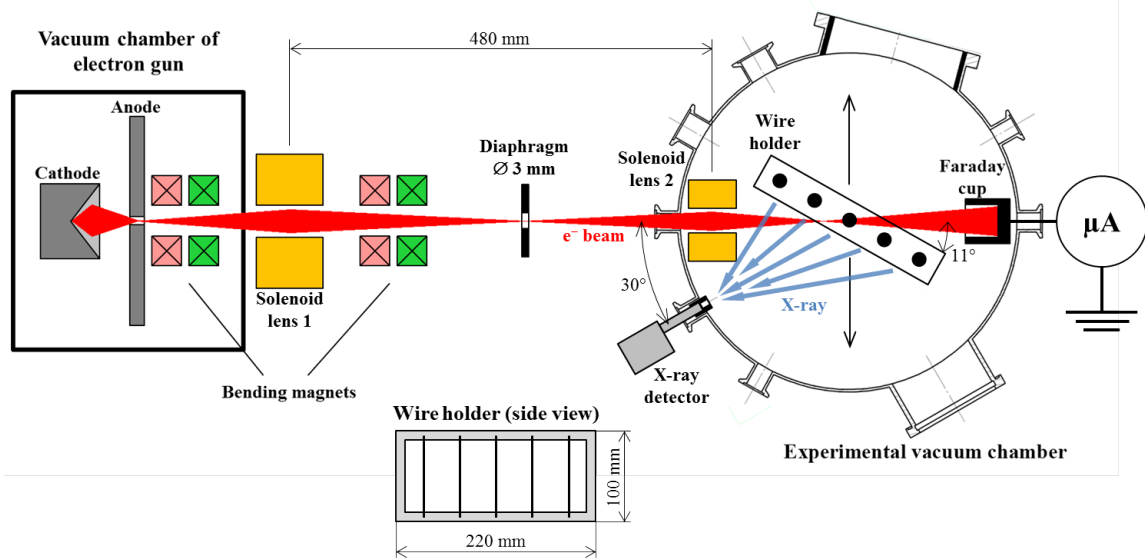 Vacuum chamber of
electron gun
Anode
Cathode
480 mm
Solenoid
lens 1
Bending magnets
Diaphragm
∅ 3 mm
e⁻ beam
Solenoid
lens 2
30°
X-ray
detector
Wire
holder
X-ray
Faraday
cup
11°
μA
Experimental vacuum chamber
Wire holder (side view)
100 mm
220 mm